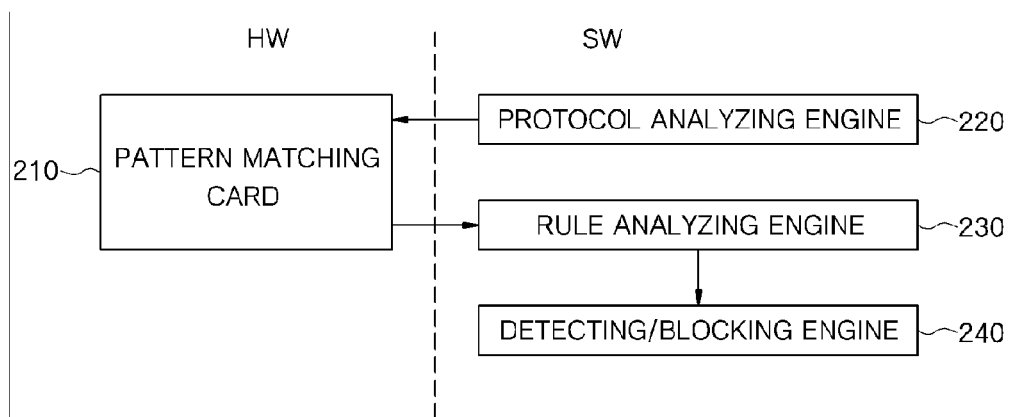 HW
SW
PROTOCOL ANALYZING ENGINE
220
210
PATTERN MATCHING
CARD
RULE ANALYZING ENGINE
230
DETECTING/BLOCKING ENGINE
240